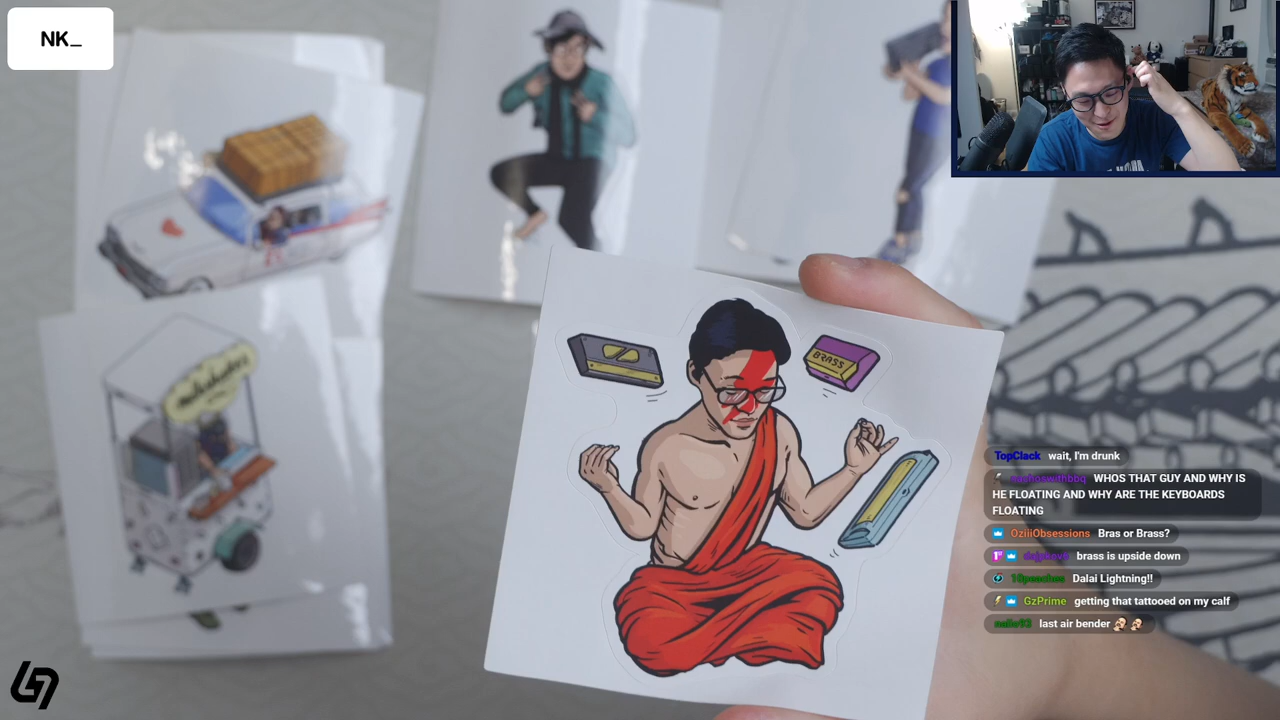 NK_
BRASS
TopClack wait, I'm drunk
WHOS THAT GUY AND WHY IS
HE FLOATING AND WHY ARE THE KEYBOARDS
FLOATING
OziiiObsessions Bras or Brass?
brass is upside down
10peaches Dalai Lightning!!
GzPrime getting that tattooed on my calf
last air bender